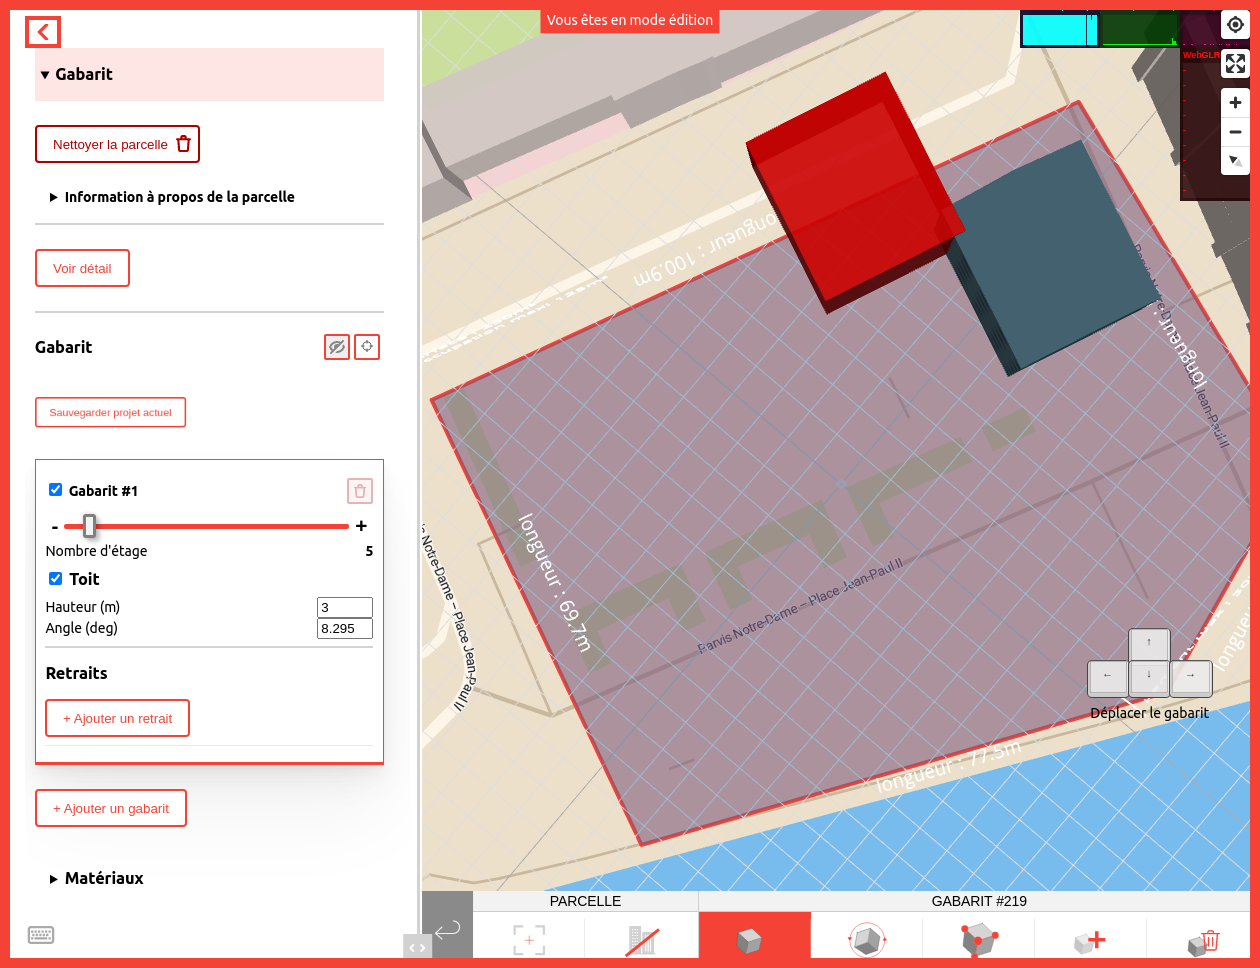 Vous êtes en mode édition
Gabarit
Nettoyer la parcelle
Information à propos de la parcelle
Voir détail
Gabarit
Sauvegarder projet actuel
Gabarit #1
- +
Nombre d'étage 5
Toit
Hauteur (m) 3
Angle (deg) 8.295
Retraits
+ Ajouter un retrait
+ Ajouter un gabarit
Matériaux
WebGLR
longueur : 100.9m
longueur :
longueur : 69.7m
Parvis Notre-Dame – Place Jean-Paul II
Notre-Dame – Place Jean-Paul II
Jean-Paul II
longueur : 77.5m
longueu
↑
← ↓ →
Déplacer le gabarit
PARCELLE GABARIT #219